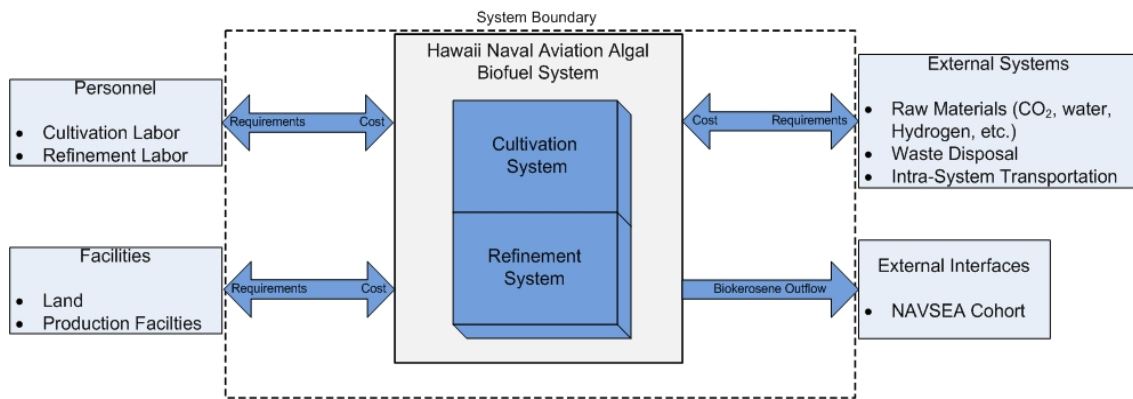 System Boundary
Hawaii Naval Aviation Algal
Biofuel System
Personnel
• Cultivation Labor
• Refinement Labor
Requirements
Cost
Cultivation
System
Cost
Requirements
External Systems
• Raw Materials (CO₂, water,
Hydrogen, etc.)
• Waste Disposal
• Intra-System Transportation
Facilities
• Land
• Production Facilties
Requirements
Cost
Refinement
System
Biokerosene Outflow
External Interfaces
• NAVSEA Cohort